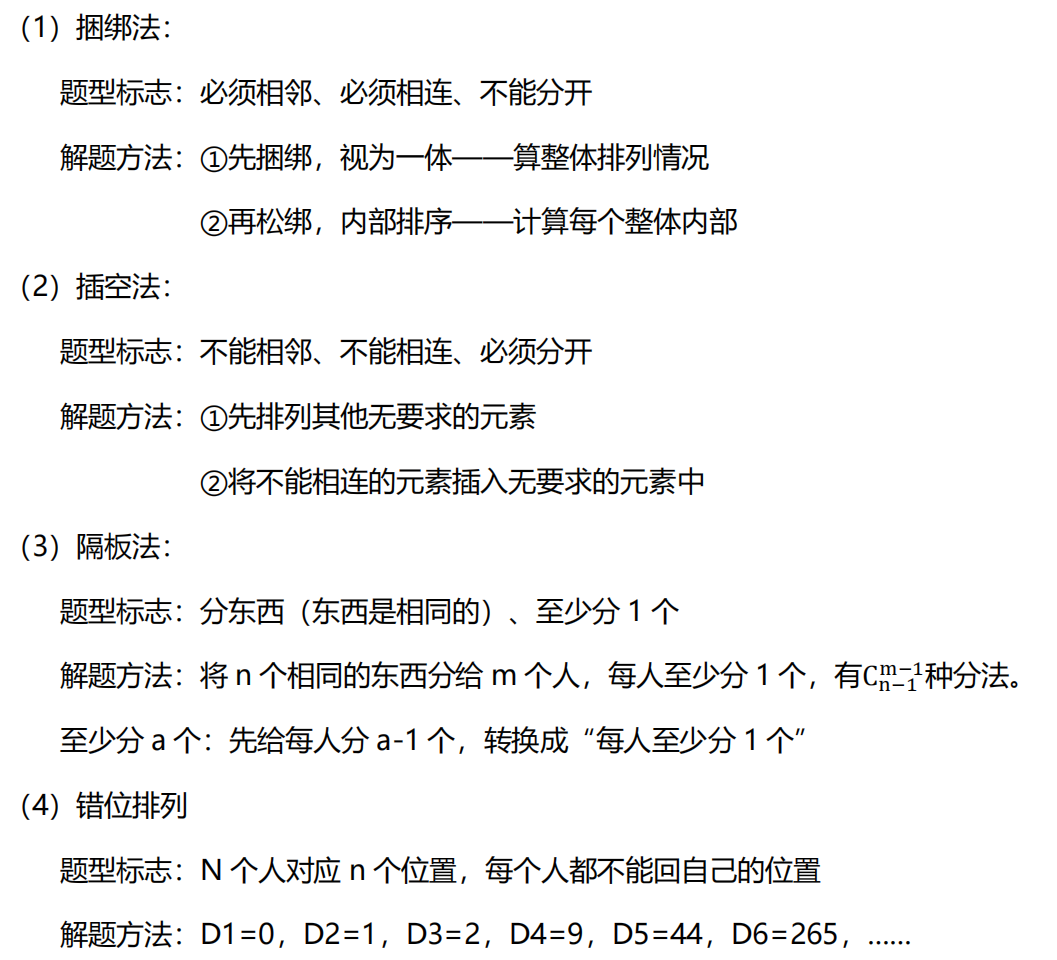 （1）捆绑法：
题型标志：必须相邻、必须相连、不能分开
解题方法：①先捆绑，视为一体——算整体排列情况
②再松绑，内部排序——计算每个整体内部
（2）插空法：
题型标志：不能相邻、不能相连、必须分开
解题方法：①先排列其他无要求的元素
②将不能相连的元素插入无要求的元素中
（3）隔板法：
题型标志：分东西（东西是相同的）、至少分 1 个
解题方法：将 n 个相同的东西分给 m 个人，每人至少分 1 个，有C_{n−1}^{m−1}种分法。
至少分 a 个：先给每人分 a-1 个，转换成“每人至少分 1 个”
（4）错位排列
题型标志：N 个人对应 n 个位置，每个人都不能回自己的位置
解题方法：D1=0，D2=1，D3=2，D4=9，D5=44，D6=265，……